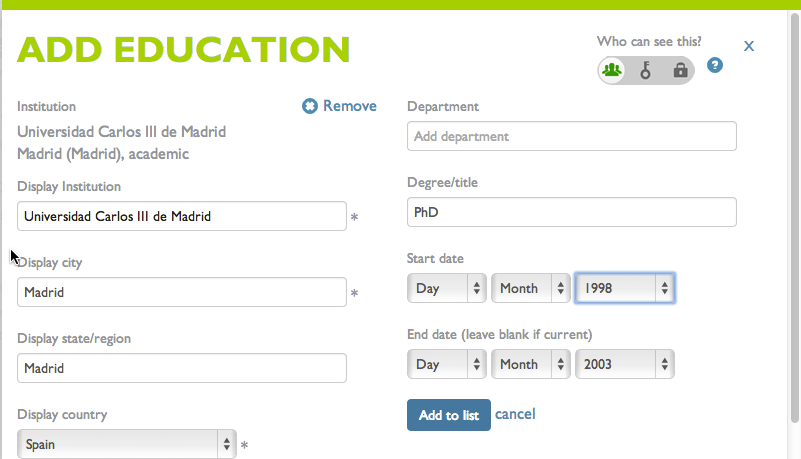 ADD EDUCATION
Who can see this?
X
?
Institution
Remove
Universidad Carlos III de Madrid
Madrid (Madrid), academic
Display Institution
Universidad Carlos III de Madrid *
Display city
Madrid *
Display state/region
Madrid
Display country
Spain *
Department
Add department
Degree/title
PhD
Start date
Day Month 1998
End date (leave blank if current)
Day Month 2003
Add to list cancel